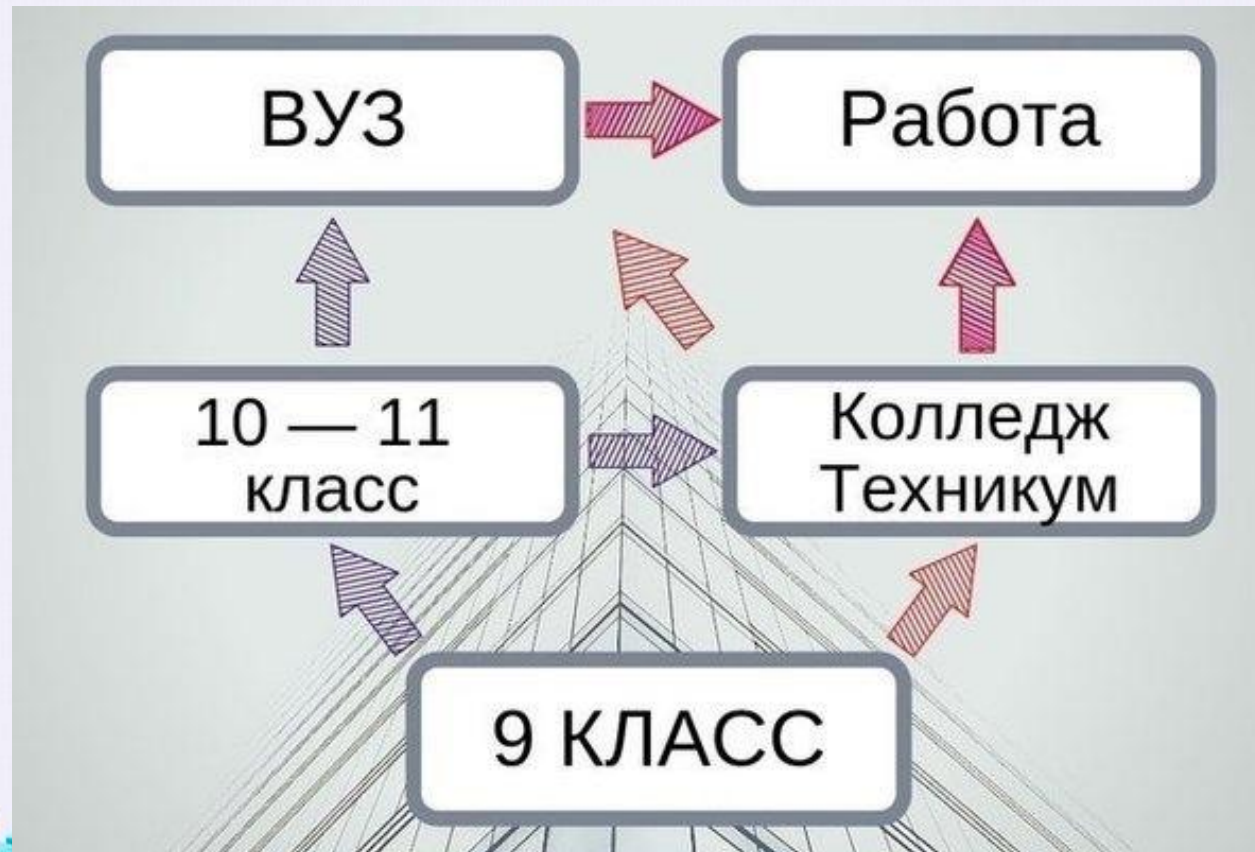 ВУЗ
Работа
10 — 11
класс
Колледж
Техникум
9 КЛАСС